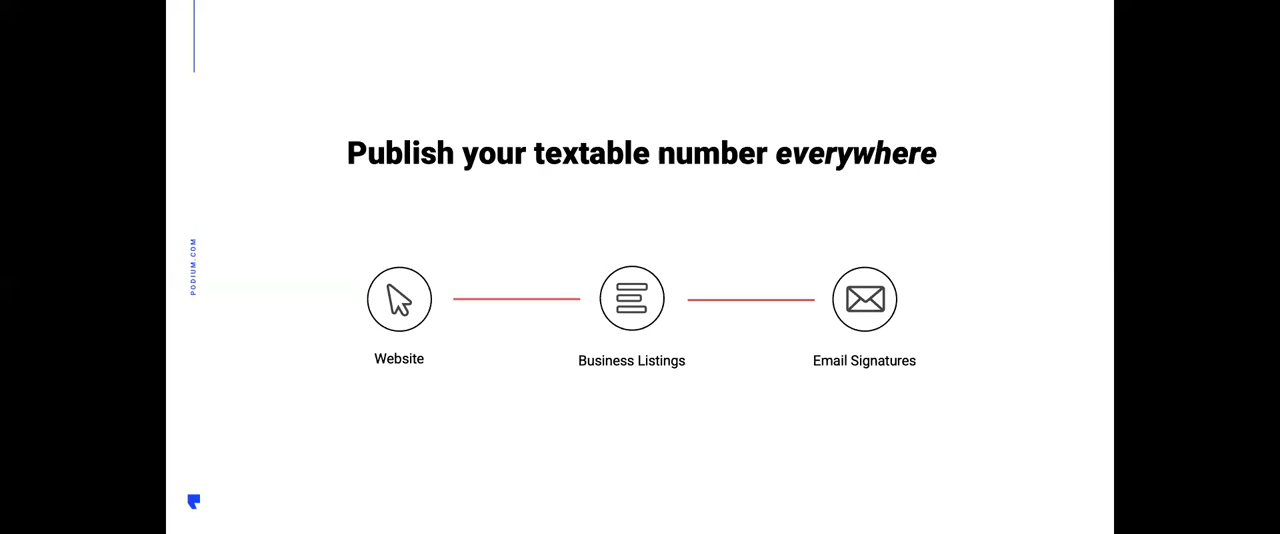 Publish your textable number everywhere
PODIUM.COM
Website
Business Listings
Email Signatures